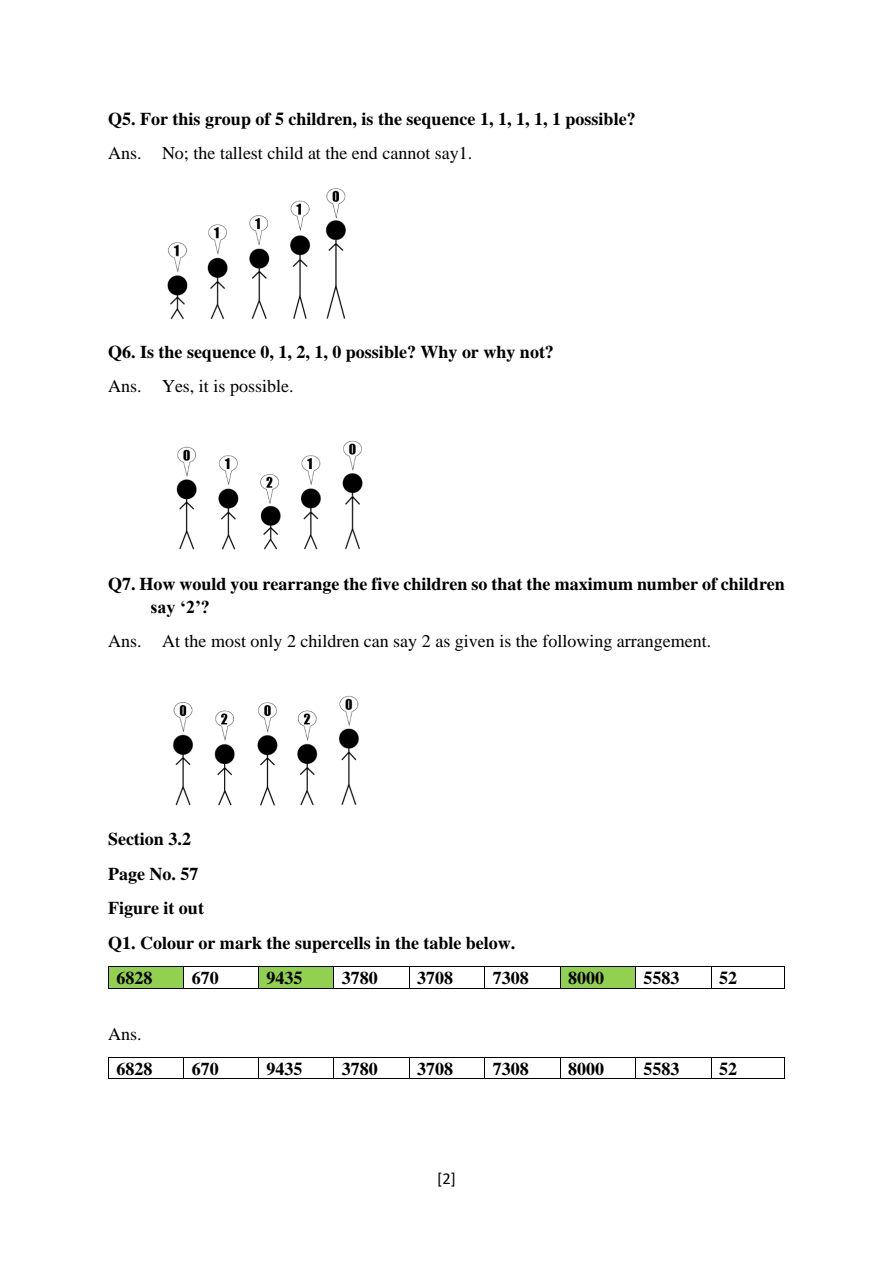 Q5. For this group of 5 children, is the sequence 1, 1, 1, 1, 1 possible?
Ans. No; the tallest child at the end cannot say1.
1 1 1 1 0
Q6. Is the sequence 0, 1, 2, 1, 0 possible? Why or why not?
Ans. Yes, it is possible.
0 1 2 1 0
Q7. How would you rearrange the five children so that the maximum number of children
say ‘2’?
Ans. At the most only 2 children can say 2 as given is the following arrangement.
0 2 0 2 0
Section 3.2
Page No. 57
Figure it out
Q1. Colour or mark the supercells in the table below.
6828 670 9435 3780 3708 7308 8000 5583 52
Ans.
6828 670 9435 3780 3708 7308 8000 5583 52
[2]